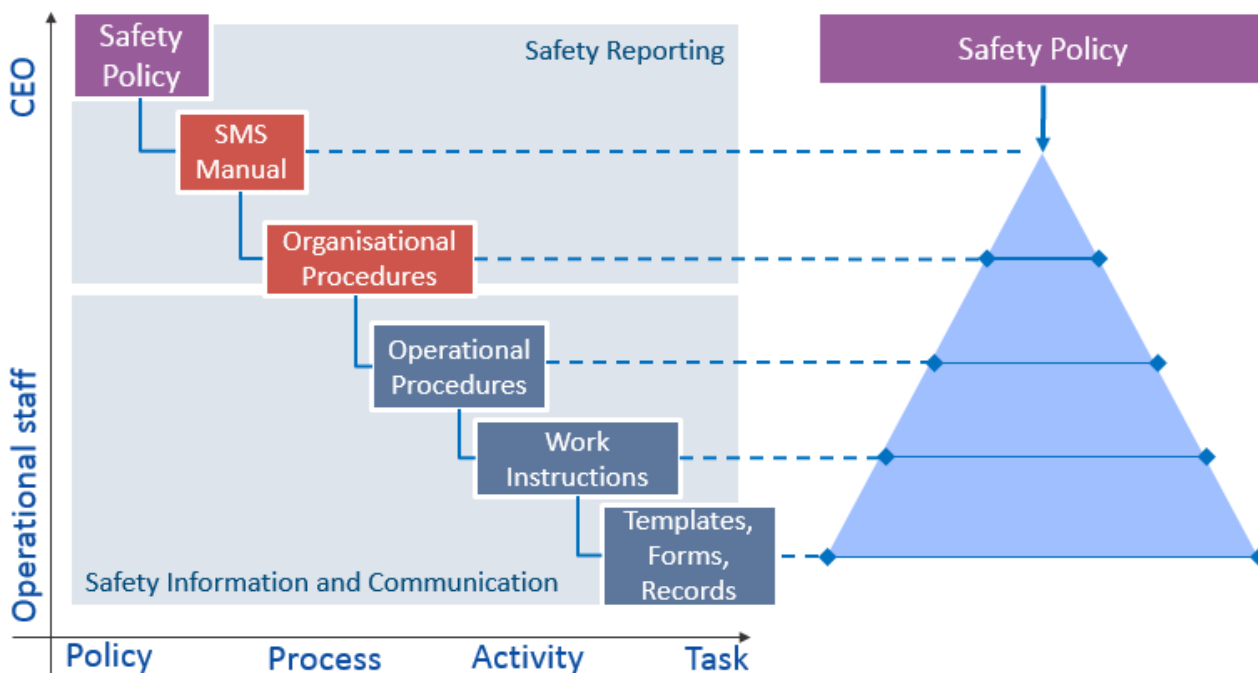 CEO
Operational staff
Safety
Policy
Safety Reporting
Safety Policy
SMS
Manual
Organisational
Procedures
Operational
Procedures
Work
Instructions
Templates,
Forms,
Records
Safety Information and Communication
Policy
Process
Activity
Task